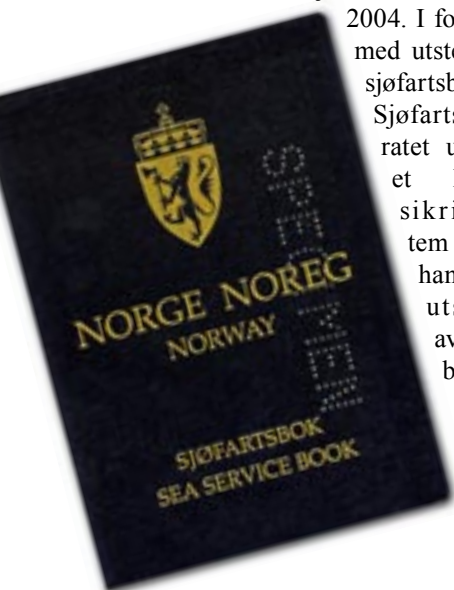 2004. I fo
med utste
sjøfartsb
Sjøfarts
ratet u
et
sikri
tem
han
uts
av
b
NORGE NOREG
NORWAY
SJØFARTSBOK
SEA SERVICE BOOK
SPECIMEN